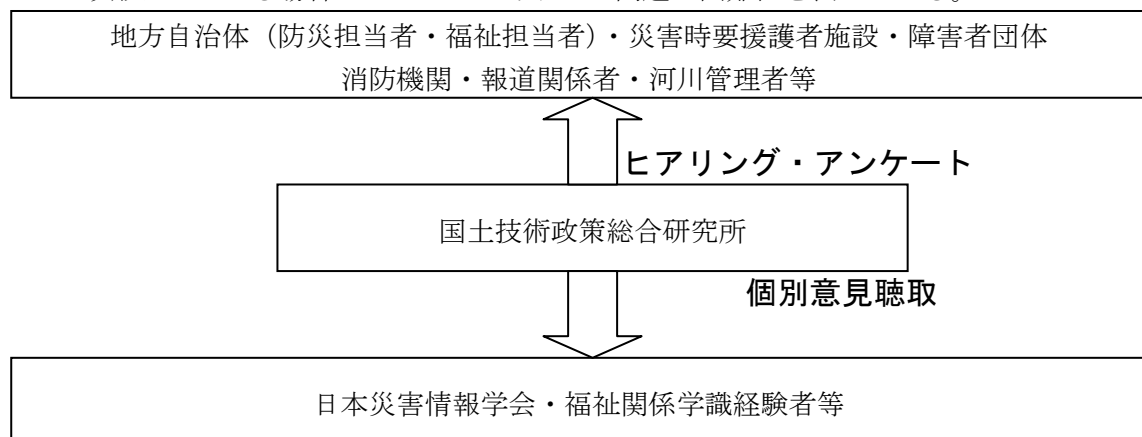 地方自治体（防災担当者・福祉担当者）・災害時要援護者施設・障害者団体
消防機関・報道関係者・河川管理者等
ヒアリング・アンケート
国土技術政策総合研究所
個別意見聴取
日本災害情報学会・福祉関係学識経験者等